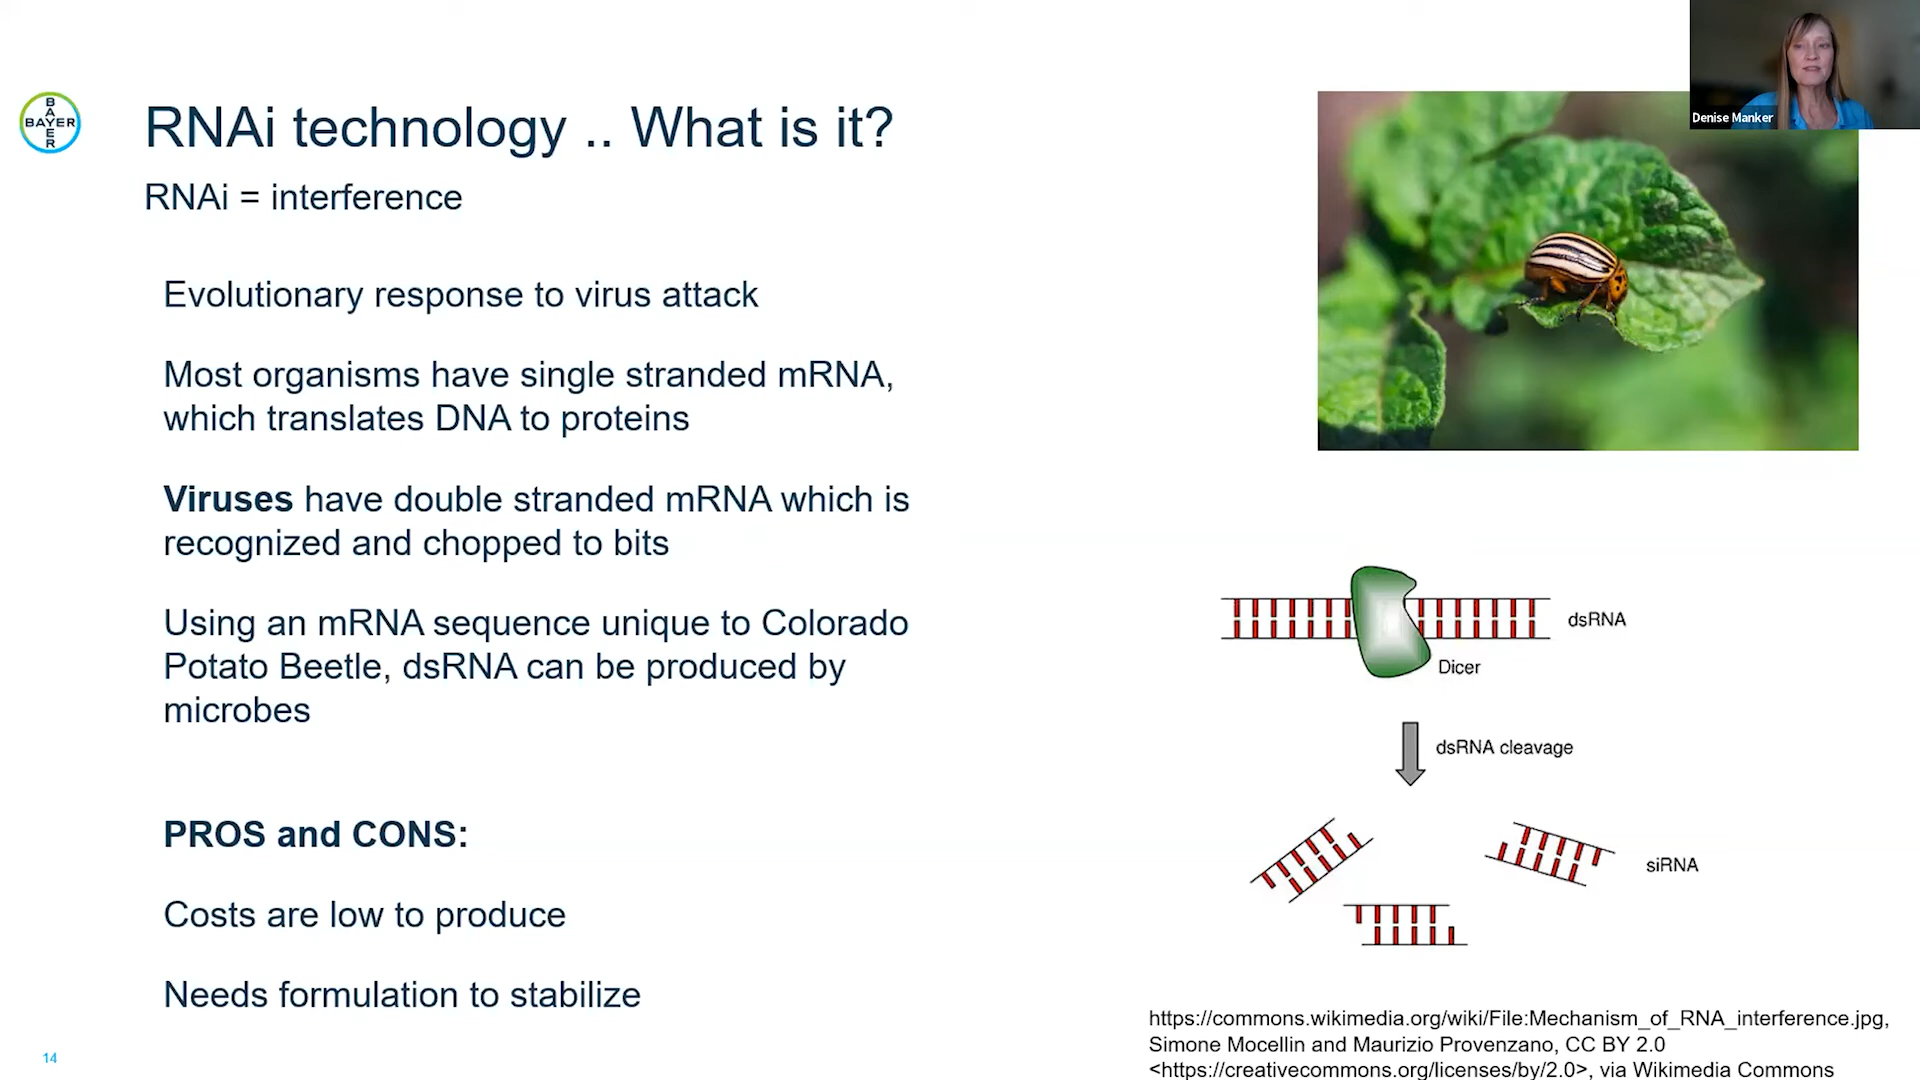 Denise Manker
BAYER
BAYER
RNAi technology .. What is it?
RNAi = interference
Evolutionary response to virus attack
Most organisms have single stranded mRNA,
which translates DNA to proteins
Viruses have double stranded mRNA which is
recognized and chopped to bits
Using an mRNA sequence unique to Colorado
Potato Beetle, dsRNA can be produced by
microbes
PROS and CONS:
Costs are low to produce
Needs formulation to stabilize
dsRNA
Dicer
dsRNA cleavage
siRNA
https://commons.wikimedia.org/wiki/File:Mechanism_of_RNA_interference.jpg,
Simone Mocellin and Maurizio Provenzano, CC BY 2.0
<https://creativecommons.org/licenses/by/2.0>, via Wikimedia Commons
14